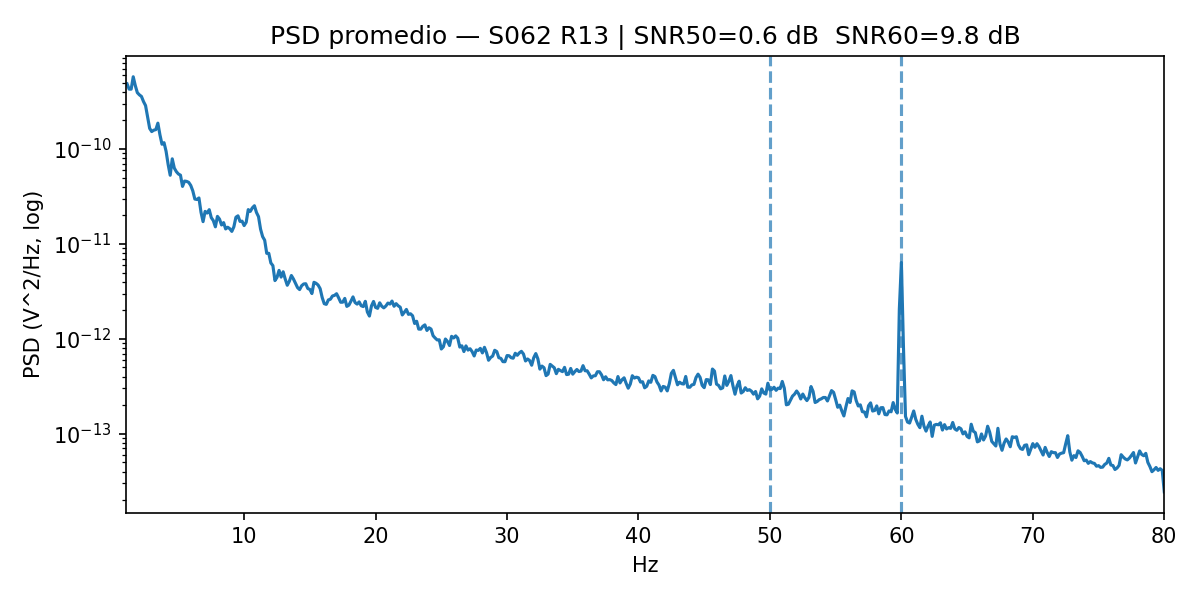 PSD promedio — S062 R13 | SNR50=0.6 dB  SNR60=9.8 dB
PSD (V^2/Hz, log)
10⁻¹⁰
10⁻¹¹
10⁻¹²
10⁻¹³
10 20 30 40 50 60 70 80
Hz